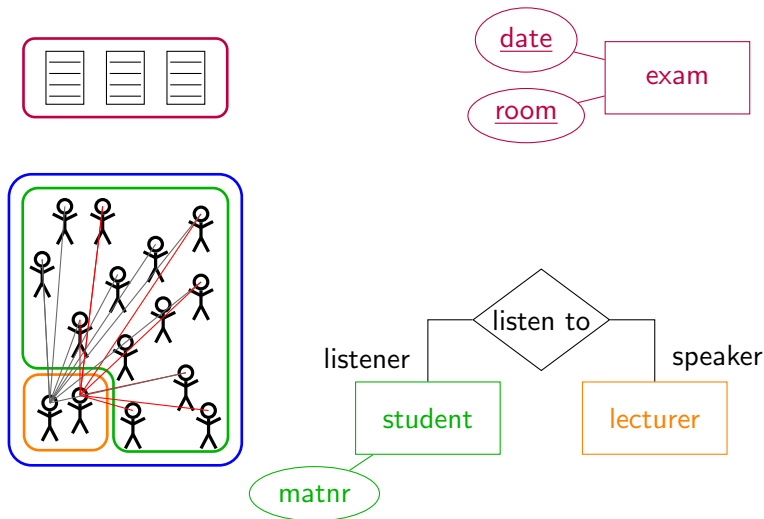 date
exam
room
listen to
listener
speaker
student
lecturer
matnr